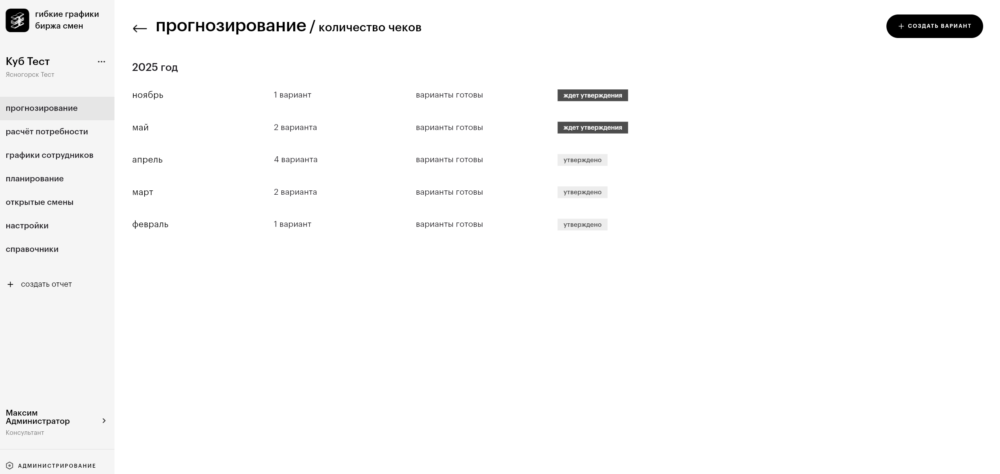 гибкие графики
биржа смен
Куб Тест
Ясногорск Тест
прогнозирование
расчёт потребности
графики сотрудников
планирование
открытые смены
настройки
справочники
создать отчет
Максим
Администратор
Консультант
АДМИНИСТРИРОВАНИЕ
прогнозирование / количество чеков
СОЗДАТЬ ВАРИАНТ
2025 год
ноябрь 1 вариант варианты готовы ждет утверждения
май 2 варианта варианты готовы ждет утверждения
апрель 4 варианта варианты готовы утверждено
март 2 варианта варианты готовы утверждено
февраль 1 вариант варианты готовы утверждено